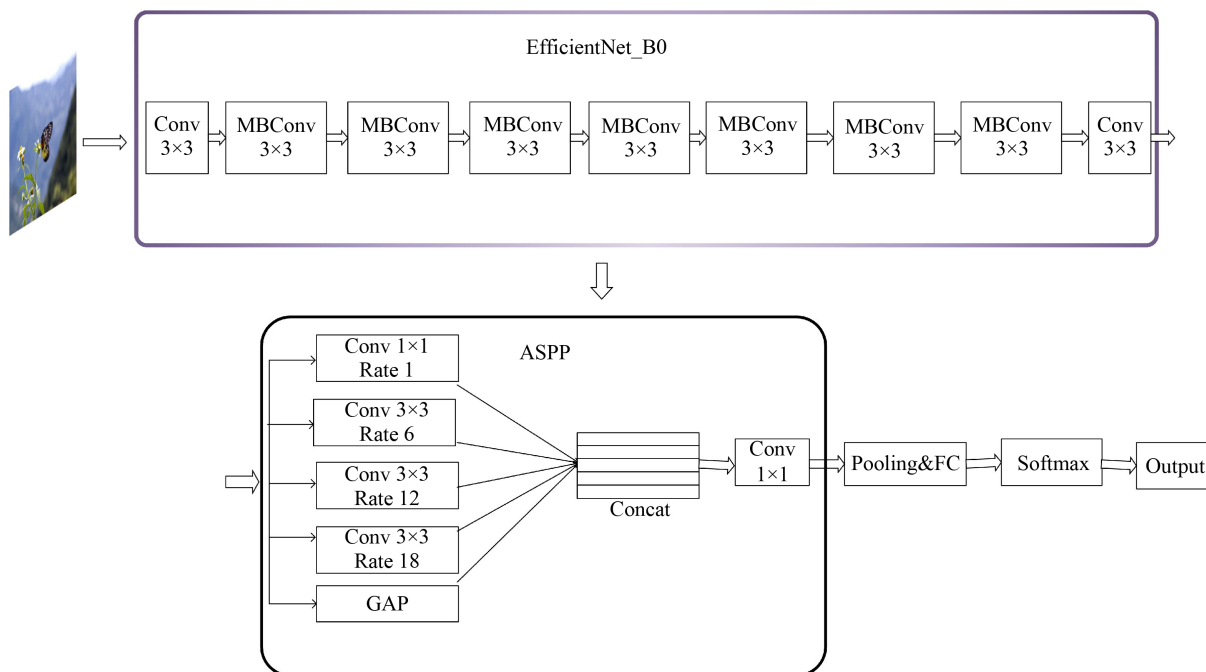 EfficientNet_B0
Conv
3×3
MBConv
3×3
MBConv
3×3
MBConv
3×3
MBConv
3×3
MBConv
3×3
MBConv
3×3
MBConv
3×3
Conv
3×3
ASPP
Conv 1×1
Rate 1
Conv 3×3
Rate 6
Conv 3×3
Rate 12
Conv 3×3
Rate 18
GAP
Concat
Conv
1×1
Pooling&FC
Softmax
Output